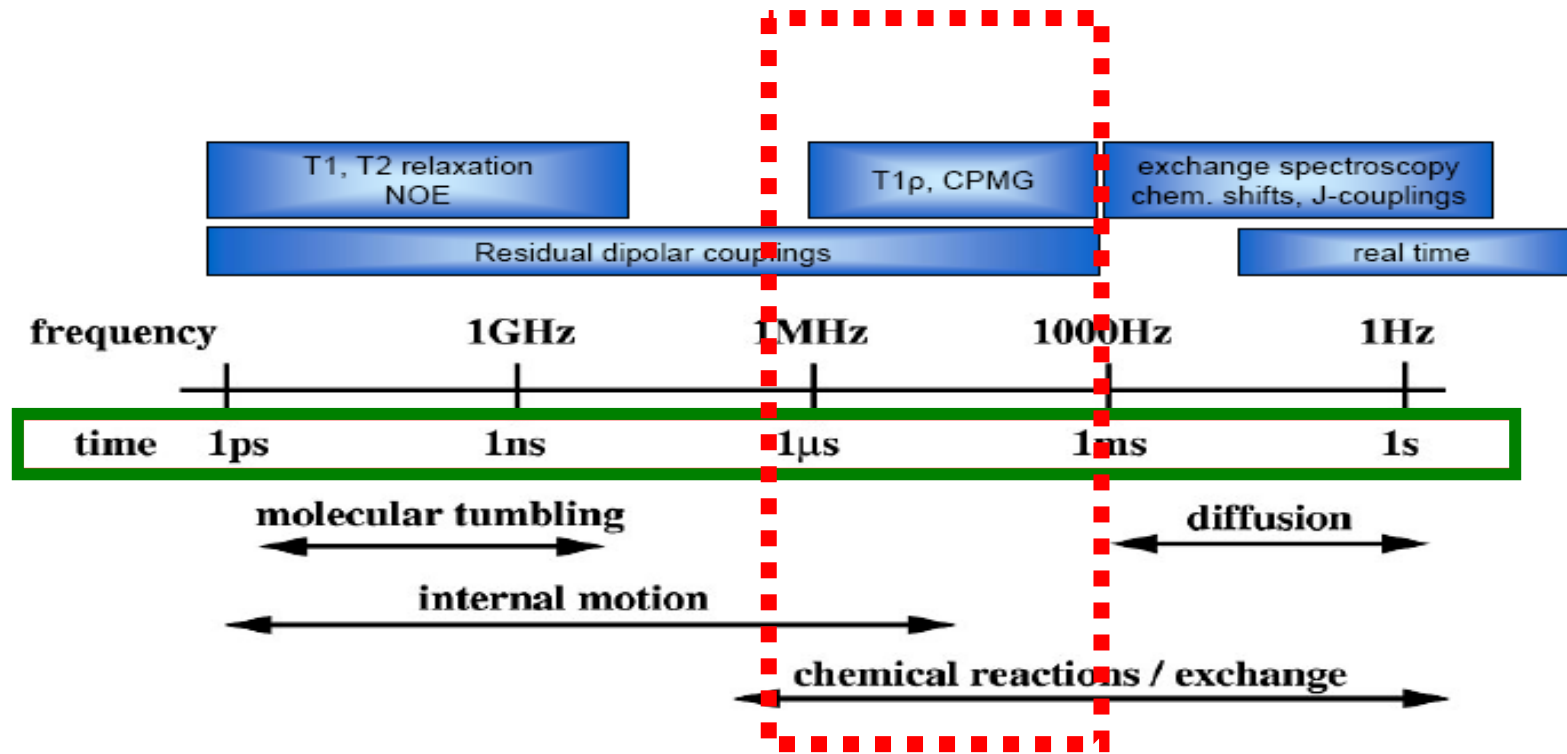 T1, T2 relaxation
NOE
T1ρ, CPMG
exchange spectroscopy
chem. shifts, J-couplings
Residual dipolar couplings
real time
frequency 1GHz 1MHz 1000Hz 1Hz
time 1ps 1ns 1μs 1ms 1s
molecular tumbling
diffusion
internal motion
chemical reactions / exchange